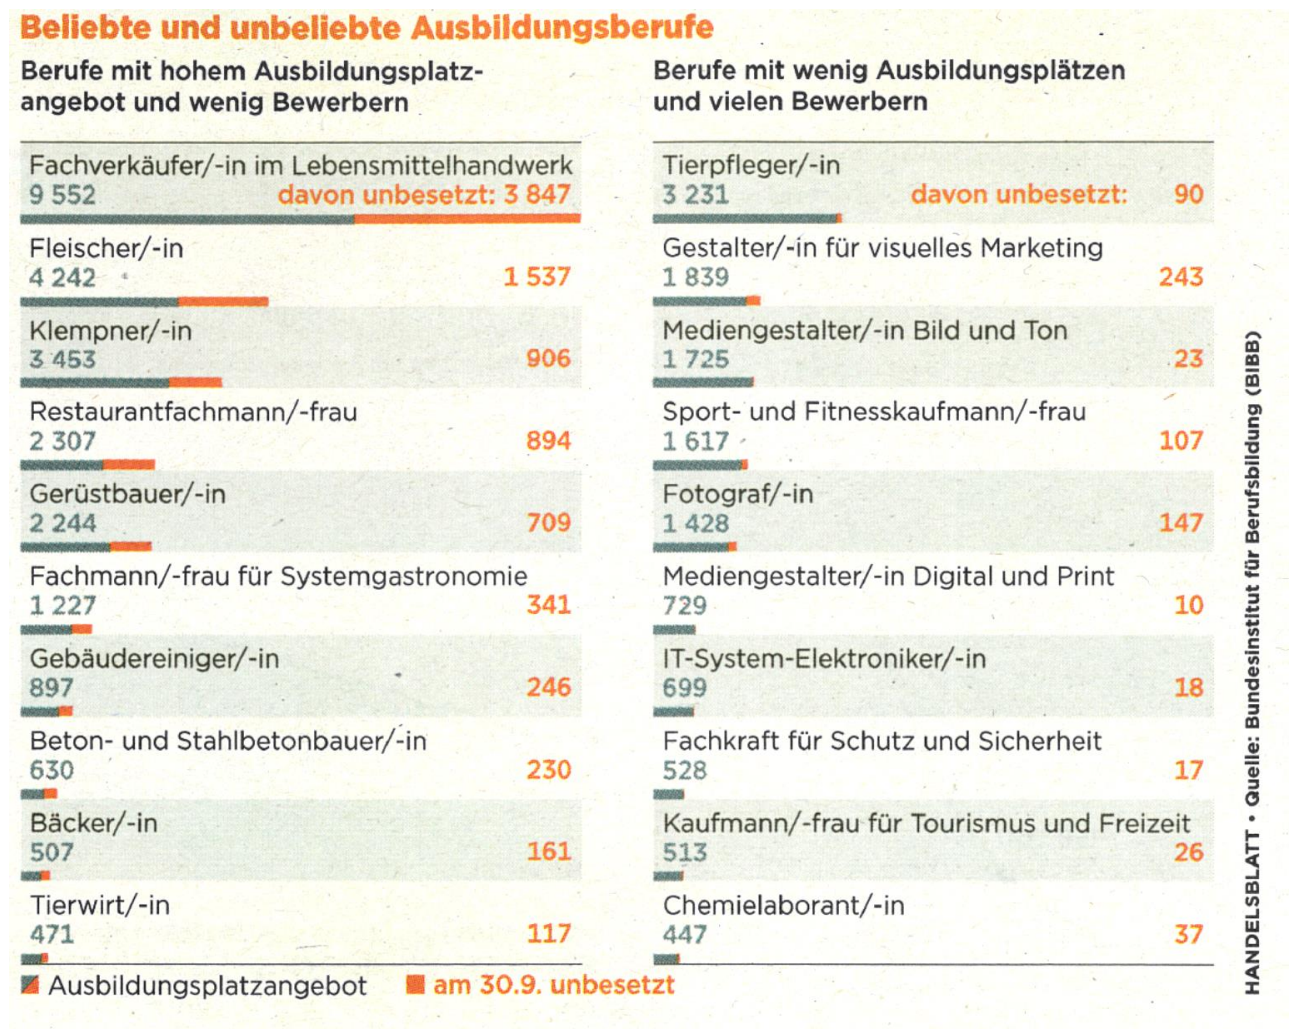 Beliebte und unbeliebte Ausbildungsberufe
Berufe mit hohem Ausbildungsplatz-
angebot und wenig Bewerbern
Fachverkäufer/-in im Lebensmittelhandwerk
9 552 davon unbesetzt: 3 847
Fleischer/-in
4 242 1 537
Klempner/-in
3 453 906
Restaurantfachmann/-frau
2 307 894
Gerüstbauer/-in
2 244 709
Fachmann/-frau für Systemgastronomie
1 227 341
Gebäudereiniger/-in
897 246
Beton- und Stahlbetonbauer/-in
630 230
Bäcker/-in
507 161
Tierwirt/-in
471 117
Berufe mit wenig Ausbildungsplätzen
und vielen Bewerbern
Tierpfleger/-in
3 231 davon unbesetzt: 90
Gestalter/-in für visuelles Marketing
1 839 243
Mediengestalter/-in Bild und Ton
1 725 23
Sport- und Fitnesskaufmann/-frau
1 617 107
Fotograf/-in
1 428 147
Mediengestalter/-in Digital und Print
729 10
IT-System-Elektroniker/-in
699 18
Fachkraft für Schutz und Sicherheit
528 17
Kaufmann/-frau für Tourismus und Freizeit
513 26
Chemielaborant/-in
447 37
Ausbildungsplatzangebot am 30.9. unbesetzt
HANDELSBLATT • Quelle: Bundesinstitut für Berufsbildung (BIBB)